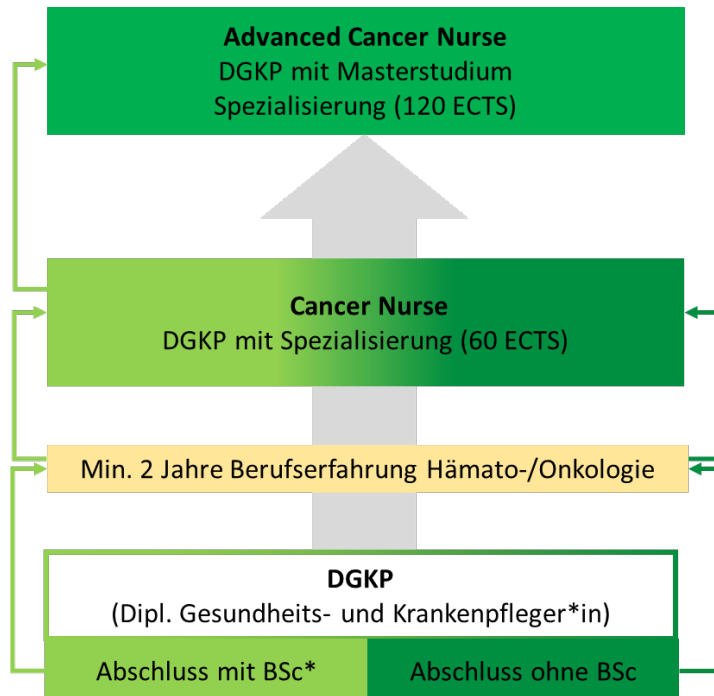 Advanced Cancer Nurse
DGKP mit Masterstudium
Spezialisierung (120 ECTS)
Cancer Nurse
DGKP mit Spezialisierung (60 ECTS)
Min. 2 Jahre Berufserfahrung Hämato-/Onkologie
DGKP
(Dipl. Gesundheits- und Krankenpfleger*in)
Abschluss mit BSc*
Abschluss ohne BSc